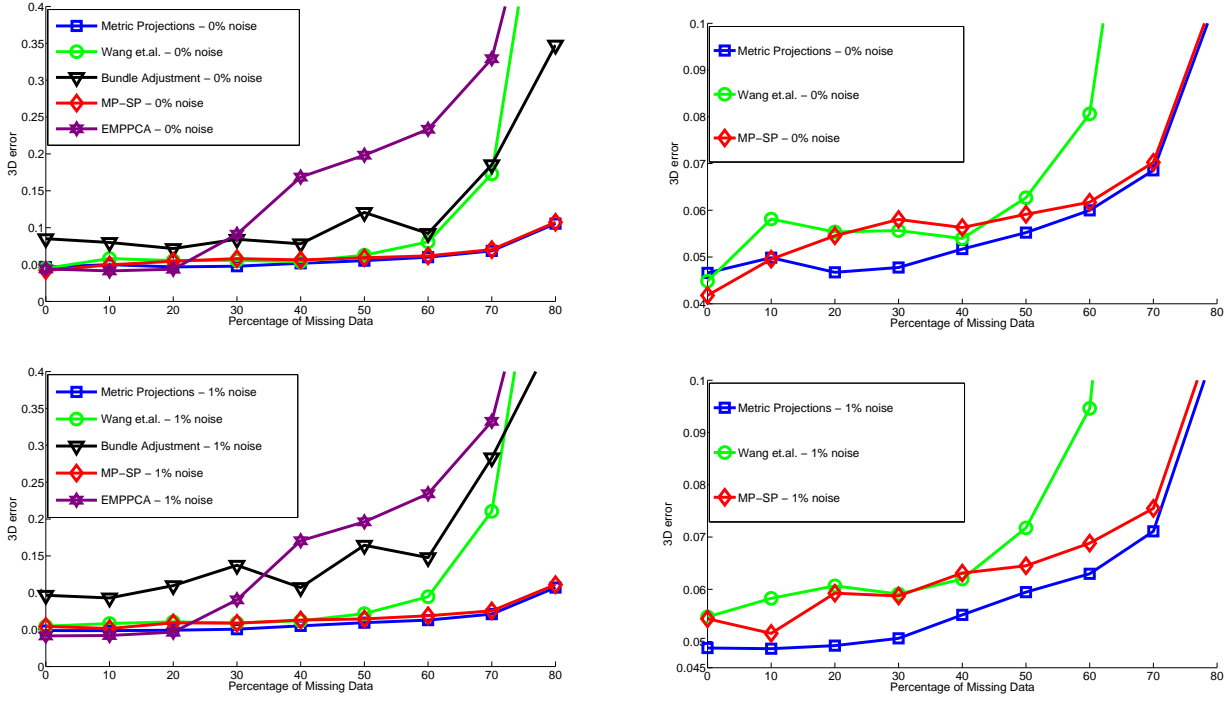 0.4
0.35
0.3
0.25
0.2
0.15
0.1
0.05
0
3D error
0 10 20 30 40 50 60 70 80
Percentage of Missing Data
Metric Projections – 0% noise
Wang et.al. – 0% noise
Bundle Adjustment – 0% noise
MP–SP – 0% noise
EMPPCA – 0% noise
0.1
0.09
0.08
0.07
0.06
0.05
0.04
3D error
0 10 20 30 40 50 60 70 80
Percentage of Missing Data
Metric Projections – 0% noise
Wang et.al. – 0% noise
MP–SP – 0% noise
0.4
0.35
0.3
0.25
0.2
0.15
0.1
0.05
0
3D error
0 10 20 30 40 50 60 70 80
Percentage of Missing Data
Metric Projections – 1% noise
Wang et.al. – 1% noise
Bundle Adjustment – 1% noise
MP–SP – 1% noise
EMPPCA – 1% noise
0.1
0.09
0.08
0.07
0.06
0.05
0.045
3D error
0 10 20 30 40 50 60 70 80
Percentage of Missing Data
Metric Projections – 1% noise
Wang et.al. – 1% noise
MP–SP – 1% noise